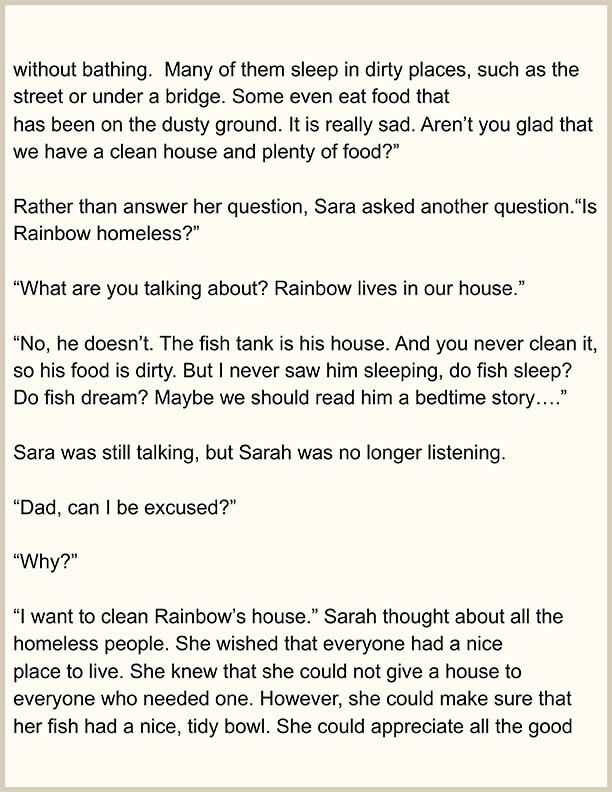 without bathing.  Many of them sleep in dirty places, such as the
street or under a bridge. Some even eat food that
has been on the dusty ground. It is really sad. Aren’t you glad that
we have a clean house and plenty of food?”
Rather than answer her question, Sara asked another question.“Is
Rainbow homeless?”
“What are you talking about? Rainbow lives in our house.”
“No, he doesn’t. The fish tank is his house. And you never clean it,
so his food is dirty. But I never saw him sleeping, do fish sleep?
Do fish dream? Maybe we should read him a bedtime story….”
Sara was still talking, but Sarah was no longer listening.
“Dad, can I be excused?”
“Why?”
“I want to clean Rainbow’s house.” Sarah thought about all the
homeless people. She wished that everyone had a nice
place to live. She knew that she could not give a house to
everyone who needed one. However, she could make sure that
her fish had a nice, tidy bowl. She could appreciate all the good